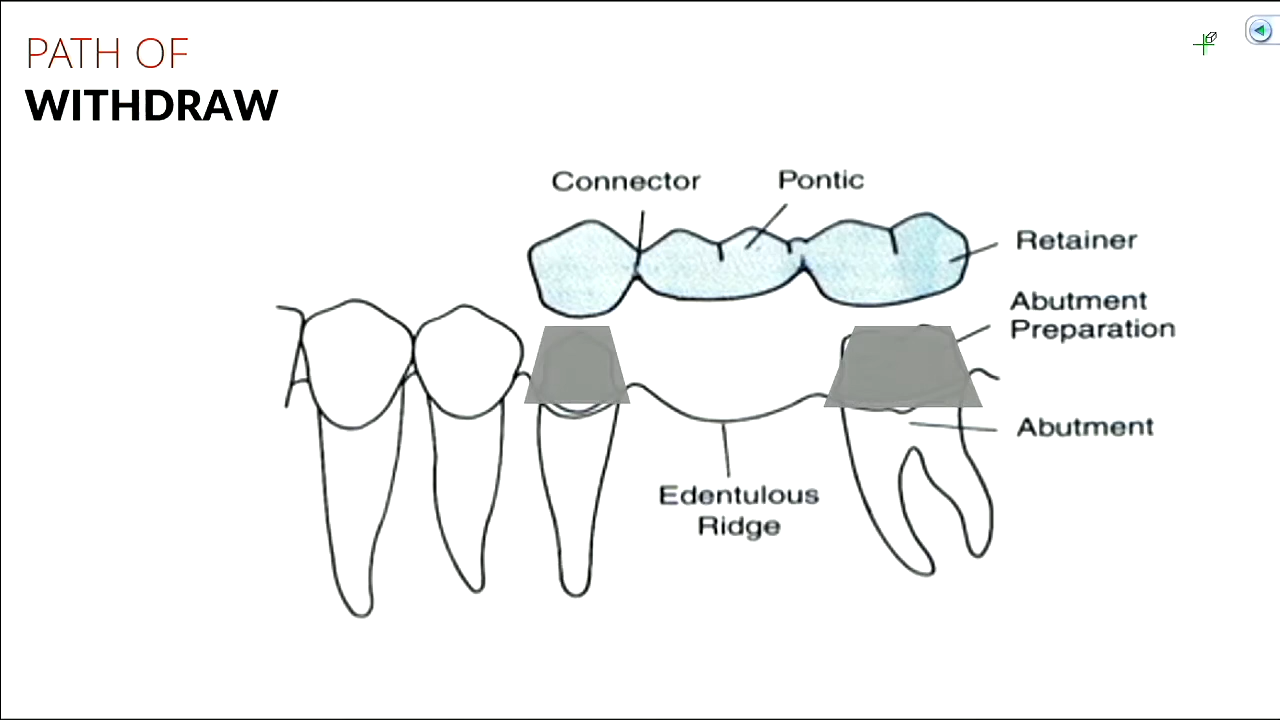 PATH OF
WITHDRAW
Connector
Pontic
Retainer
Abutment
Preparation
Abutment
Edentulous
Ridge